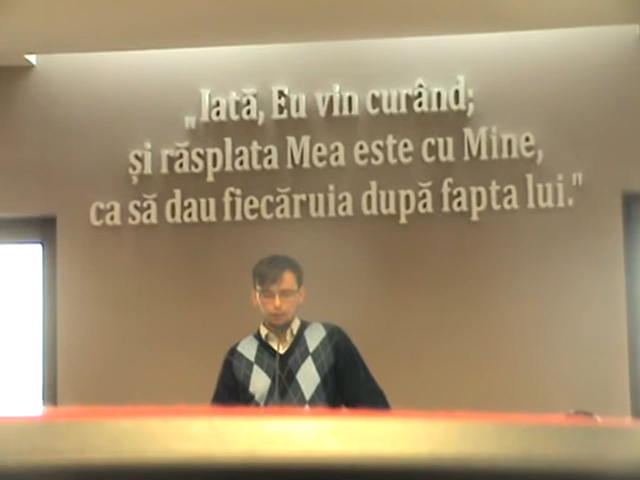 „Iată, Eu vin curând;
și răsplata Mea este cu Mine,
ca să dau fiecăruia după fapta lui."